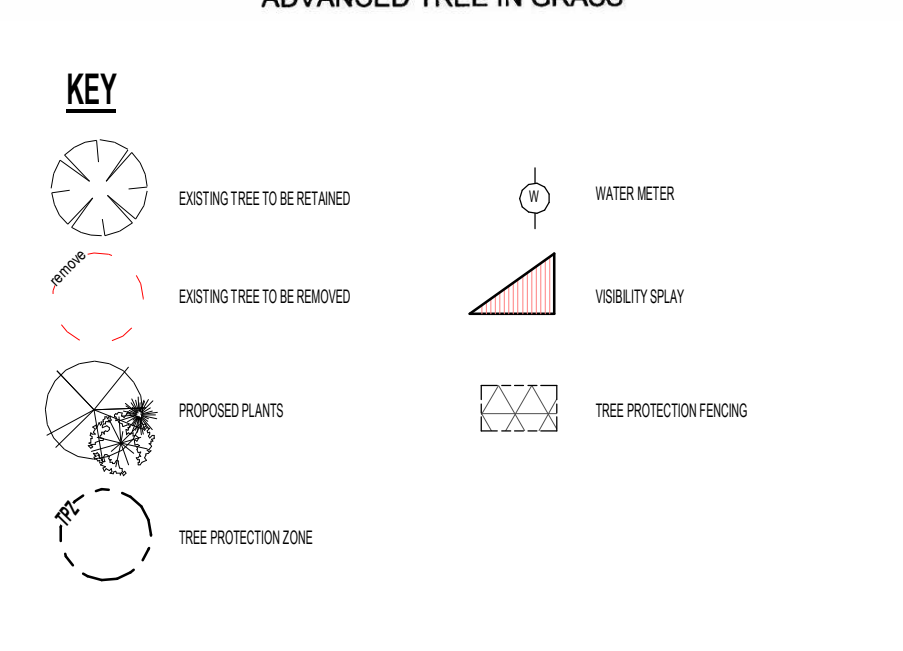 ADVANCED TREE IN GRASS
KEY
EXISTING TREE TO BE RETAINED
W
WATER METER
remove
EXISTING TREE TO BE REMOVED
VISIBILITY SPLAY
PROPOSED PLANTS
TREE PROTECTION FENCING
TPZ
TREE PROTECTION ZONE